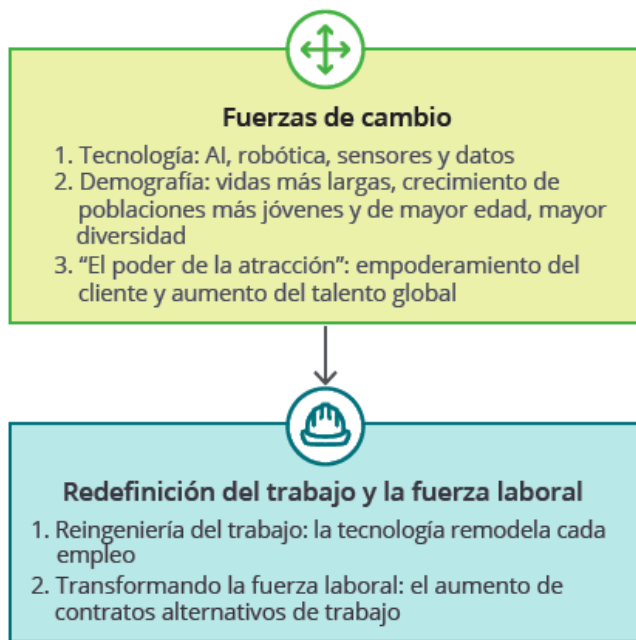 Fuerzas de cambio
1. Tecnología: AI, robótica, sensores y datos
2. Demografía: vidas más largas, crecimiento de
poblaciones más jóvenes y de mayor edad, mayor
diversidad
3. “El poder de la atracción”: empoderamiento del
cliente y aumento del talento global
Redefinición del trabajo y la fuerza laboral
1. Reingeniería del trabajo: la tecnología remodela cada
empleo
2. Transformando la fuerza laboral: el aumento de
contratos alternativos de trabajo